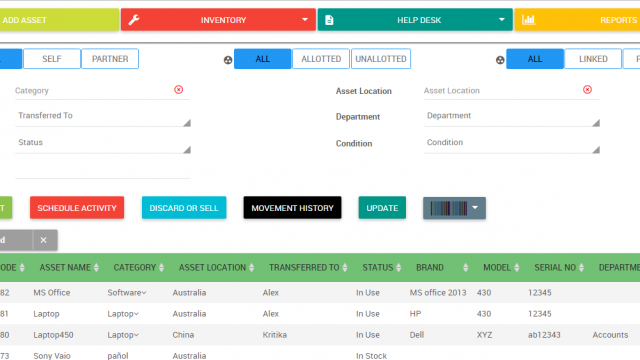 ADD ASSET INVENTORY HELP DESK REPORTS
SELF PARTNER ALL ALLOTTED UNALLOTTED ALL LINKED
Category Asset Location Asset Location
Transferred To Department Department
Status Condition Condition
SCHEDULE ACTIVITY DISCARD OR SELL MOVEMENT HISTORY UPDATE
ODE ASSET NAME CATEGORY ASSET LOCATION TRANSFERRED TO STATUS BRAND MODEL SERIAL NO DEPARTME
82 MS Office Software Australia Alex In Use MS office 2013 430 12345
81 Laptop Laptop Australia Alex In Use HP 430 12345
80 Laptop450 Laptop China Kritika In Use Dell XYZ ab12333 Accounts
73 Sony Vaio pañol Australia In Stock